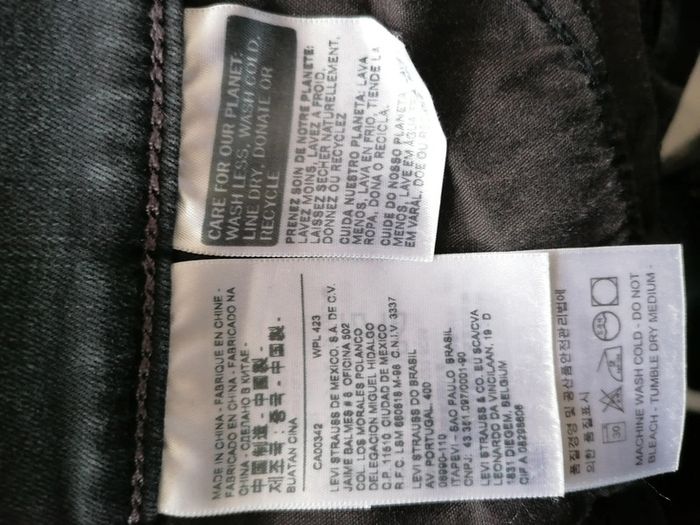 CARE FOR OUR PLANET:
WASH LESS, WASH COLD,
LINE DRY, DONATE OR
RECYCLE
PRENEZ SOIN DE NOTRE PLANETE:
LAVEZ MOINS, LAVEZ A FROID,
LAISSEZ SECHER NATURELLEMENT,
DONNEZ OU RECYCLEZ
CUIDA NUESTRO PLANETA: LAVA
MENOS, LAVA EN FRIO, TIENDE LA
ROPA, DONA O RECICLA.
CUIDE DO NOSSO PLANETA
MENOS, LAVE EM
EM VARAL, DOE OU
MADE IN CHINA - FABRIQUE EN CHINE -
FABRICADO EN CHINA - FABRICADO NA
CHINA - СДЕЛАНО В КИТАЕ -
中國製造 - 中國製 -
제조국 : 중국 - 中国製 -
BUATAN CINA
CA00342 WPL 423
LEVI STRAUSS DE MEXICO, S.A. DE C.V.
JAIME BALMES # 8 OFICINA 502
COL. LOS MORALES POLANCO
DELEGACION MIGUEL HIDALGO
C.P. 11510 CIUDAD DE MEXICO
R.F.C. LSM 680618 M-98 C.N.I.V. 3337
LEVI STRAUSS DO BRASIL
AV PORTUGAL, 400
06690-110
ITAPEVI - SAO PAULO BRASIL
CNPJ: 43.361.097/0001-90
LEVI STRAUSS & CO. EU SCA/CVA
LEONARDO DA VINCILAAN, 19 - D
1831 DIEGEM, BELGIUM
품질경영 및 공산품안전관리법에
의한 품질표시
30
MACHINE WASH COLD - DO NOT
BLEACH - TUMBLE DRY MEDIUM -